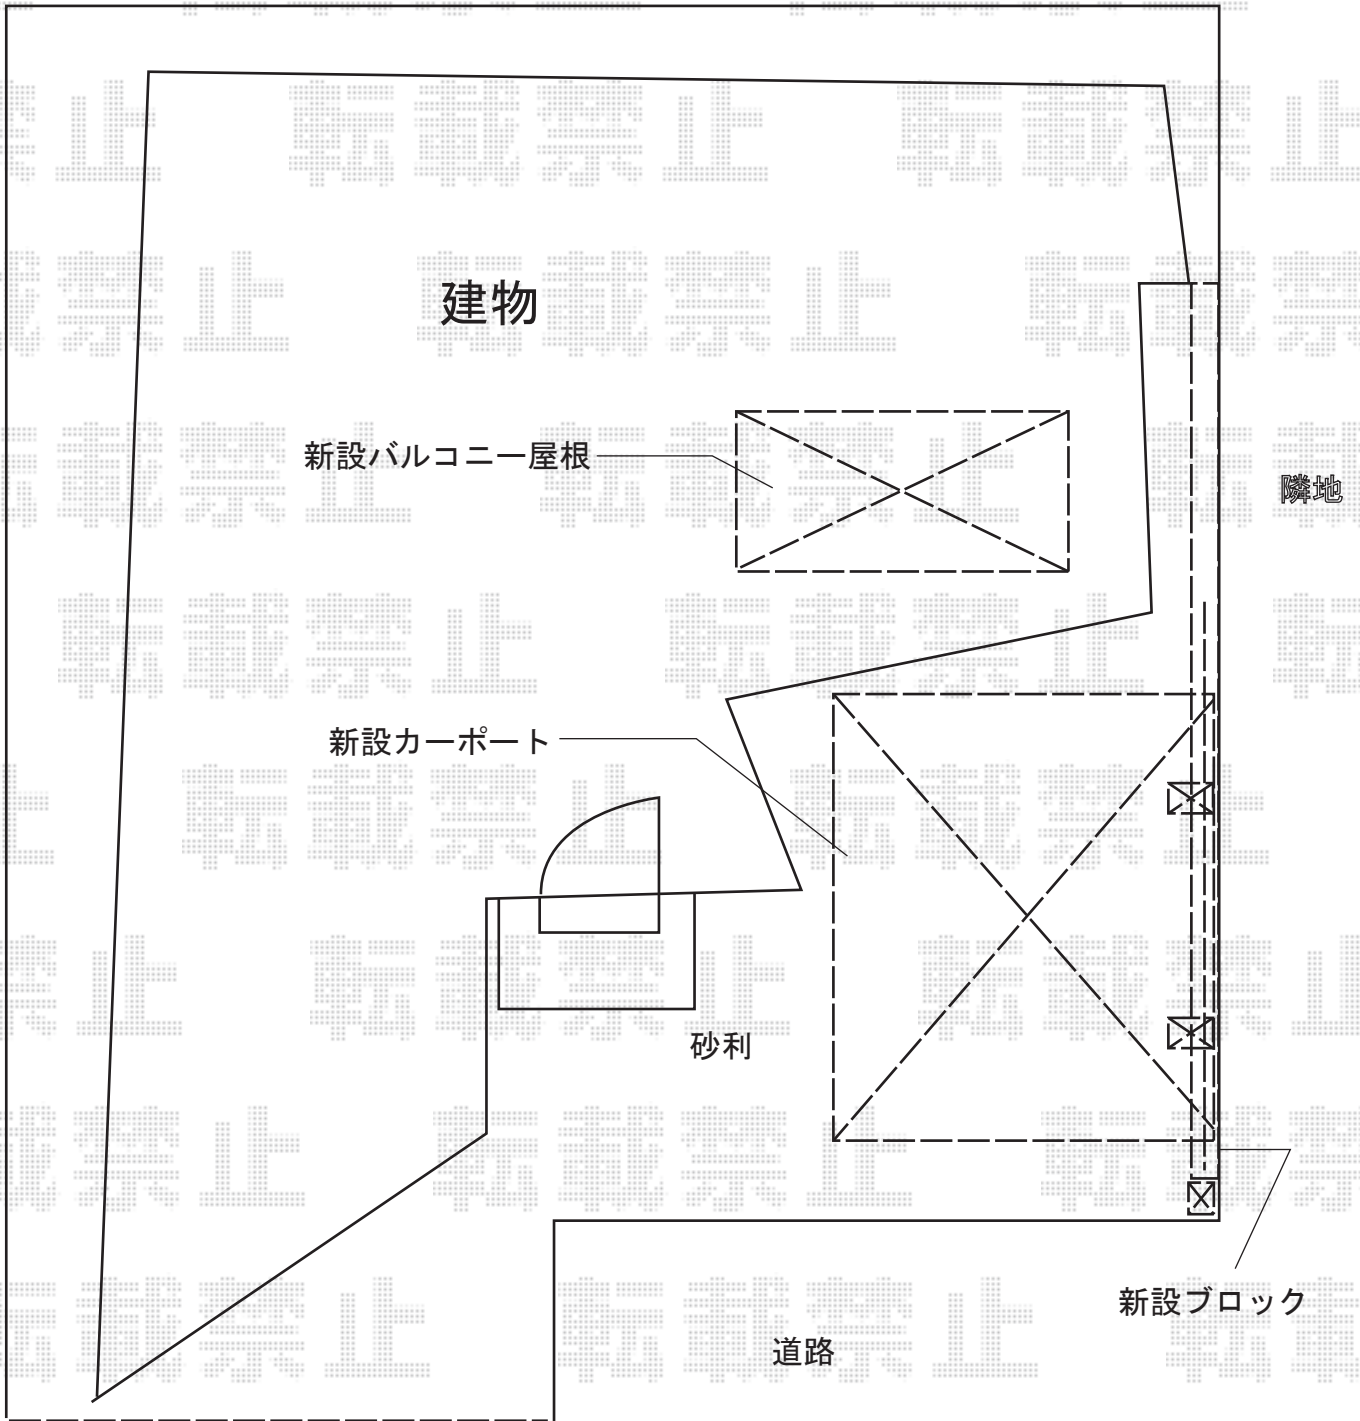 建物
新設バルコニー屋根
隣地
新設カーポート
砂利
新設ブロック
道路
転載禁止